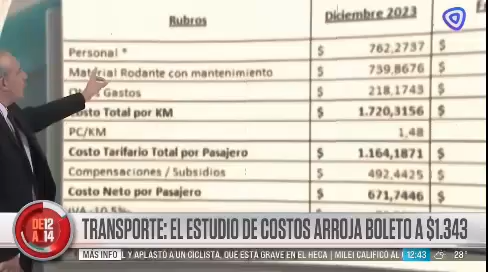 Rubros Diciembre 2023
Personal * $ 762,2737
Material Rodante con mantenimiento $ 739,8676
Otros Gastos $ 218,1743
Costo Total por KM $ 1.720,3156
PC/KM 1,48
Costo Tarifario Total por Pasajero $ 1.164,1871
Compensaciones / Subsidios $ 492,4425
Costo Neto por Pasajero $ 671,7446
IVA -10,5%
DE 12 A 14
TRANSPORTE: EL ESTUDIO DE COSTOS ARROJA BOLETO A $1.343
MÁS INFO L Y APLASTÓ A UN CICLISTA, QUE ESTÁ GRAVE EN EL HECA | MILEI CALIFICÓ AL 12:43 28°